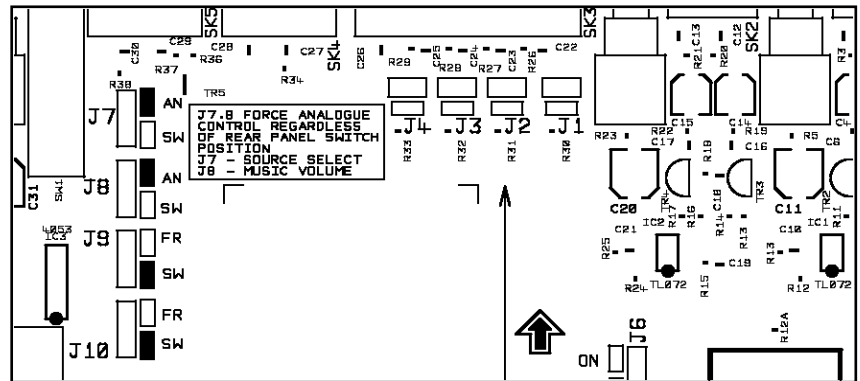 SK5
SK4
SK3
SK2
C30
C29
R36
R37
R38
C28
C27
R34
C26
R29
C25
R28
C24
R27
C23
R26
C22
C13
C12
R21
R20
R3
TR5
J7
AN
SW
J7.8 FORCE ANALOGUE
CONTROL REGARDLESS
OF REAR PANEL SWITCH
POSITION
J7 - SOURCE SELECT
J8 - MUSIC VOLUME
J4
J3
J2
J1
R33
R32
R31
R30
C15
C14
C4
R23
R22
R19
R5
C17
C16
C6
R18
C18
C31
SW1
J8
AN
SW
C20
TR4
TR3
C11
TR2
R17
R16
R14
R13
R11
IC2
IC1
4053
IC3
J9
FR
SW
C21
R25
R24
TL072
R15
C19
R13
C10
R12
TL072
J10
FR
SW
R12A
ON
J6